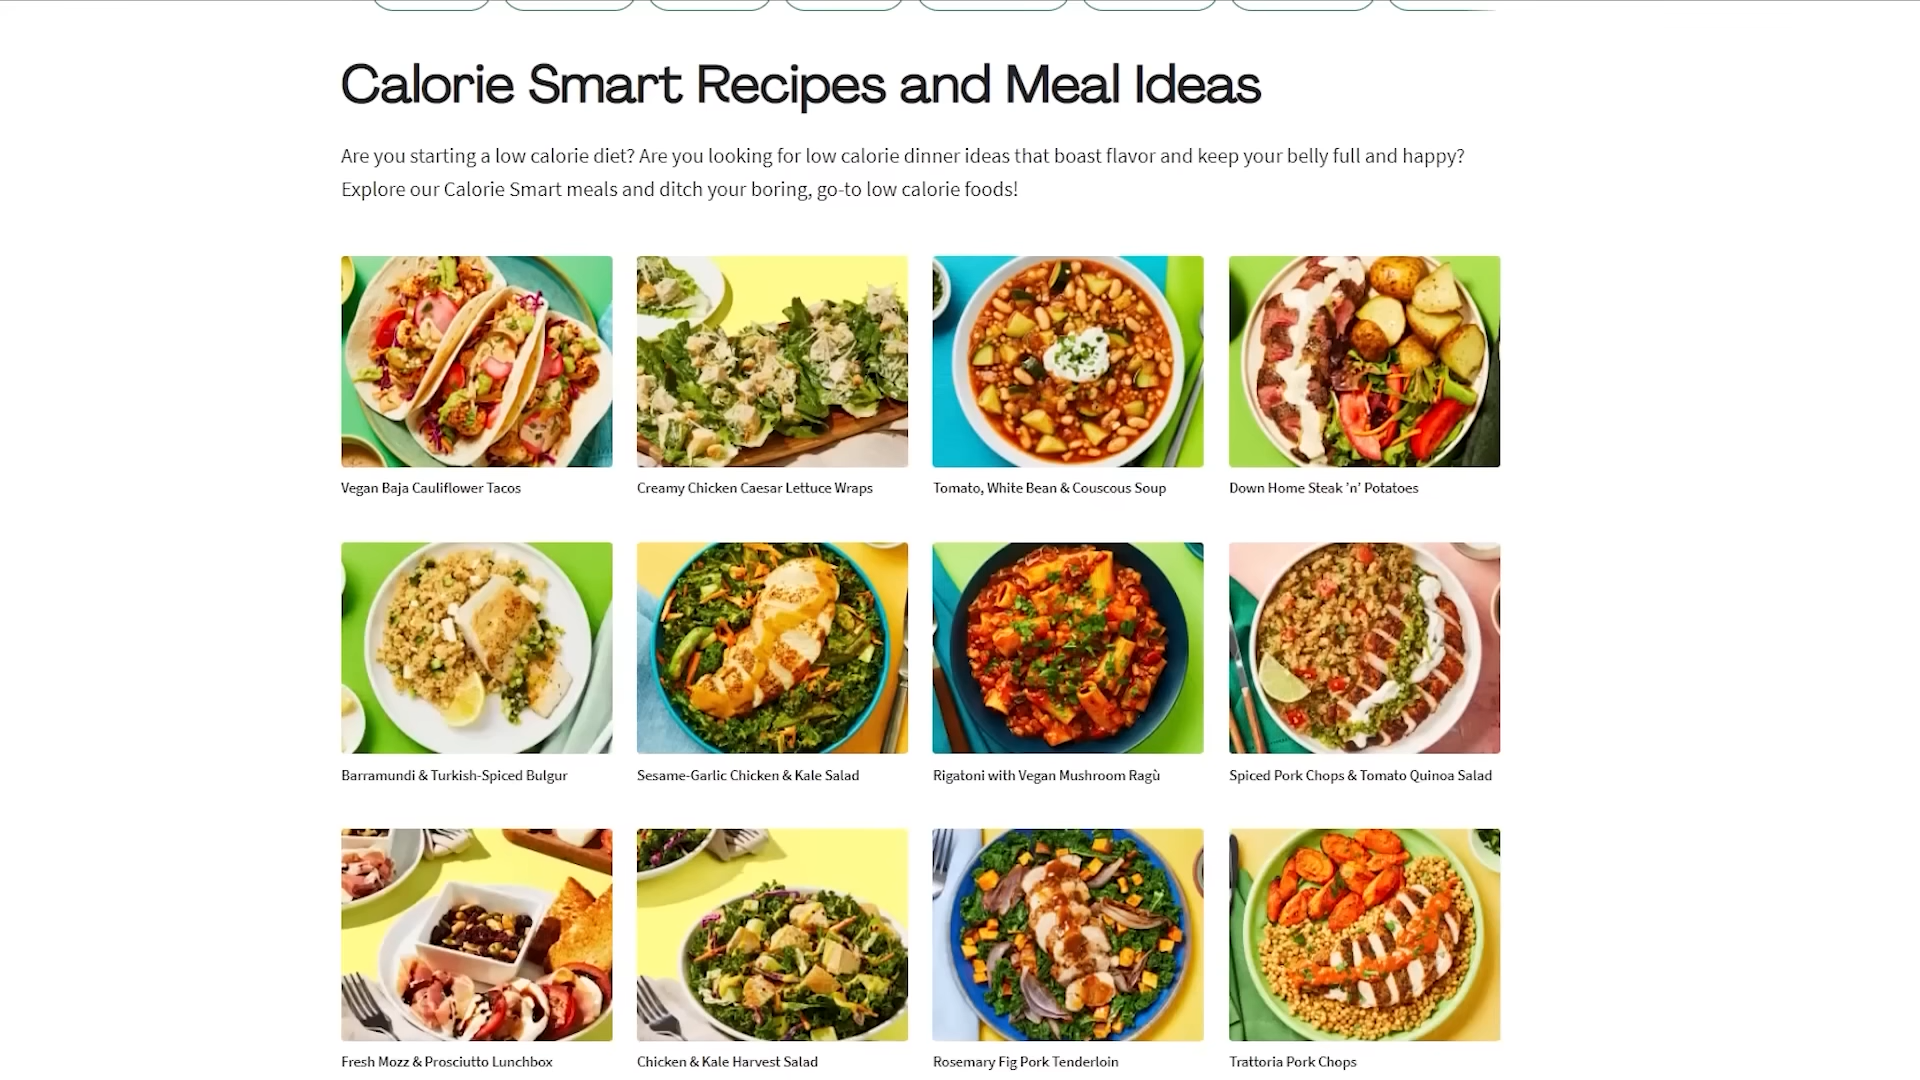 Calorie Smart Recipes and Meal Ideas
Are you starting a low calorie diet? Are you looking for low calorie dinner ideas that boast flavor and keep your belly full and happy?
Explore our Calorie Smart meals and ditch your boring, go-to low calorie foods!
Vegan Baja Cauliflower Tacos
Creamy Chicken Caesar Lettuce Wraps
Tomato, White Bean & Couscous Soup
Down Home Steak ’n’ Potatoes
Barramundi & Turkish-Spiced Bulgur
Sesame-Garlic Chicken & Kale Salad
Rigatoni with Vegan Mushroom Ragù
Spiced Pork Chops & Tomato Quinoa Salad
Fresh Mozz & Prosciutto Lunchbox
Chicken & Kale Harvest Salad
Rosemary Fig Pork Tenderloin
Trattoria Pork Chops